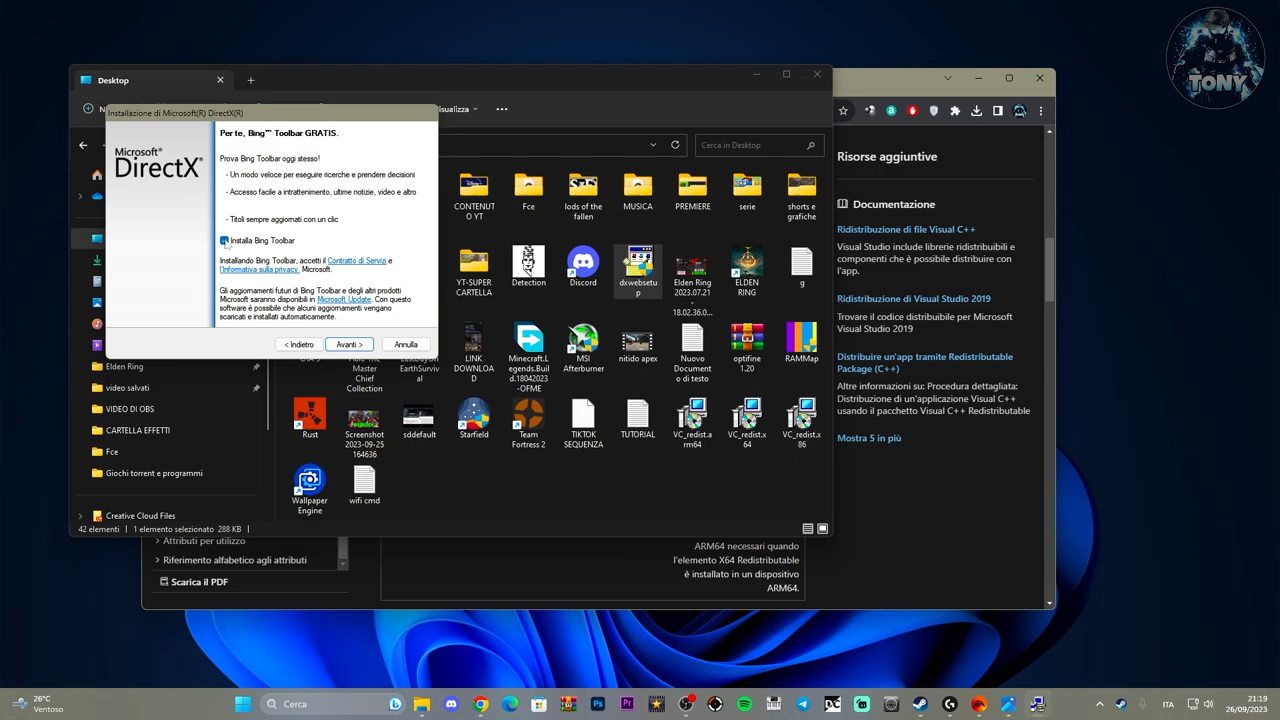 TONY
Desktop
N
sualizza
Cerca in Desktop
Installazione di Microsoft(R) DirectX(R)
Microsoft®
DirectX®
Per te, Bing™ Toolbar GRATIS.
Prova Bing Toolbar oggi stesso!
- Un modo veloce per eseguire ricerche e prendere decisioni
- Accesso facile a intrattenimento, ultime notizie, video e altro
- Titoli sempre aggiornati con un clic
Installa Bing Toolbar
Installando Bing Toolbar, accetti il Contratto di Servizi e
l'Informativa sulla privacy Microsoft.
Gli aggiornamenti futuri di Bing Toolbar e degli altri prodotti
Microsoft saranno disponibili in Microsoft Update. Con questo
software è possibile che alcuni aggiornamenti vengano
scaricati e installati automaticamente.
< Indietro
Avanti >
Annulla
CONTENUT
O YT
Fce
lods of the
fallen
MUSICA
PREMIERE
serie
shorts e
grafiche
YT-SUPER
CARTELLA
Detection
Discord
dxwebsetu
p
Elden Ring
2023.07.21
-
18.02.36.0...
ELDEN
RING
g
Halo The
Master
Chief
Collection
EarthSurviv
al
LINK
DOWNLOA
D
Minecraft.L
egends.Buil
d.18042023
-OFME
MSI
Afterburner
nitido apex
Nuovo
Document
o di testo
optifine
1.20
RAMMap
Rust
Screenshot
2023-09-25
164636
sddefault
Starfield
Team
Fortress 2
TIKTOK
SEQUENZA
TUTORIAL
VC_redist.a
rm64
VC_redist.x
64
VC_redist.x
86
Wallpaper
Engine
wifi cmd
Elden Ring
video salvati
VIDEO DI OBS
CARTELLA EFFETTI
Fce
Giochi torrent e programmi
Creative Cloud Files
42 elementi
1 elemento selezionato 288 KB
Risorse aggiuntive
Documentazione
Ridistribuzione di file Visual C++
Visual Studio include librerie ridistribuibili e
componenti che è possibile distribuire con
l'app.
Ridistribuzione di Visual Studio 2019
Trovare il codice distribuibile per Microsoft
Visual Studio 2019
Distribuire un'app tramite Redistributable
Package (C++)
Altre informazioni su: Procedura dettagliata:
Distribuzione di un'applicazione Visual C++
usando il pacchetto Visual C++ Redistributable
Mostra 5 in più
Attributi per utilizzo
Riferimento alfabetico agli attributi
Scarica il PDF
ARM64 necessari quando
l'elemento X64 Redistributable
è installato in un dispositivo
ARM64.
26°C
Ventoso
Cerca
ITA
21:19
26/09/2023